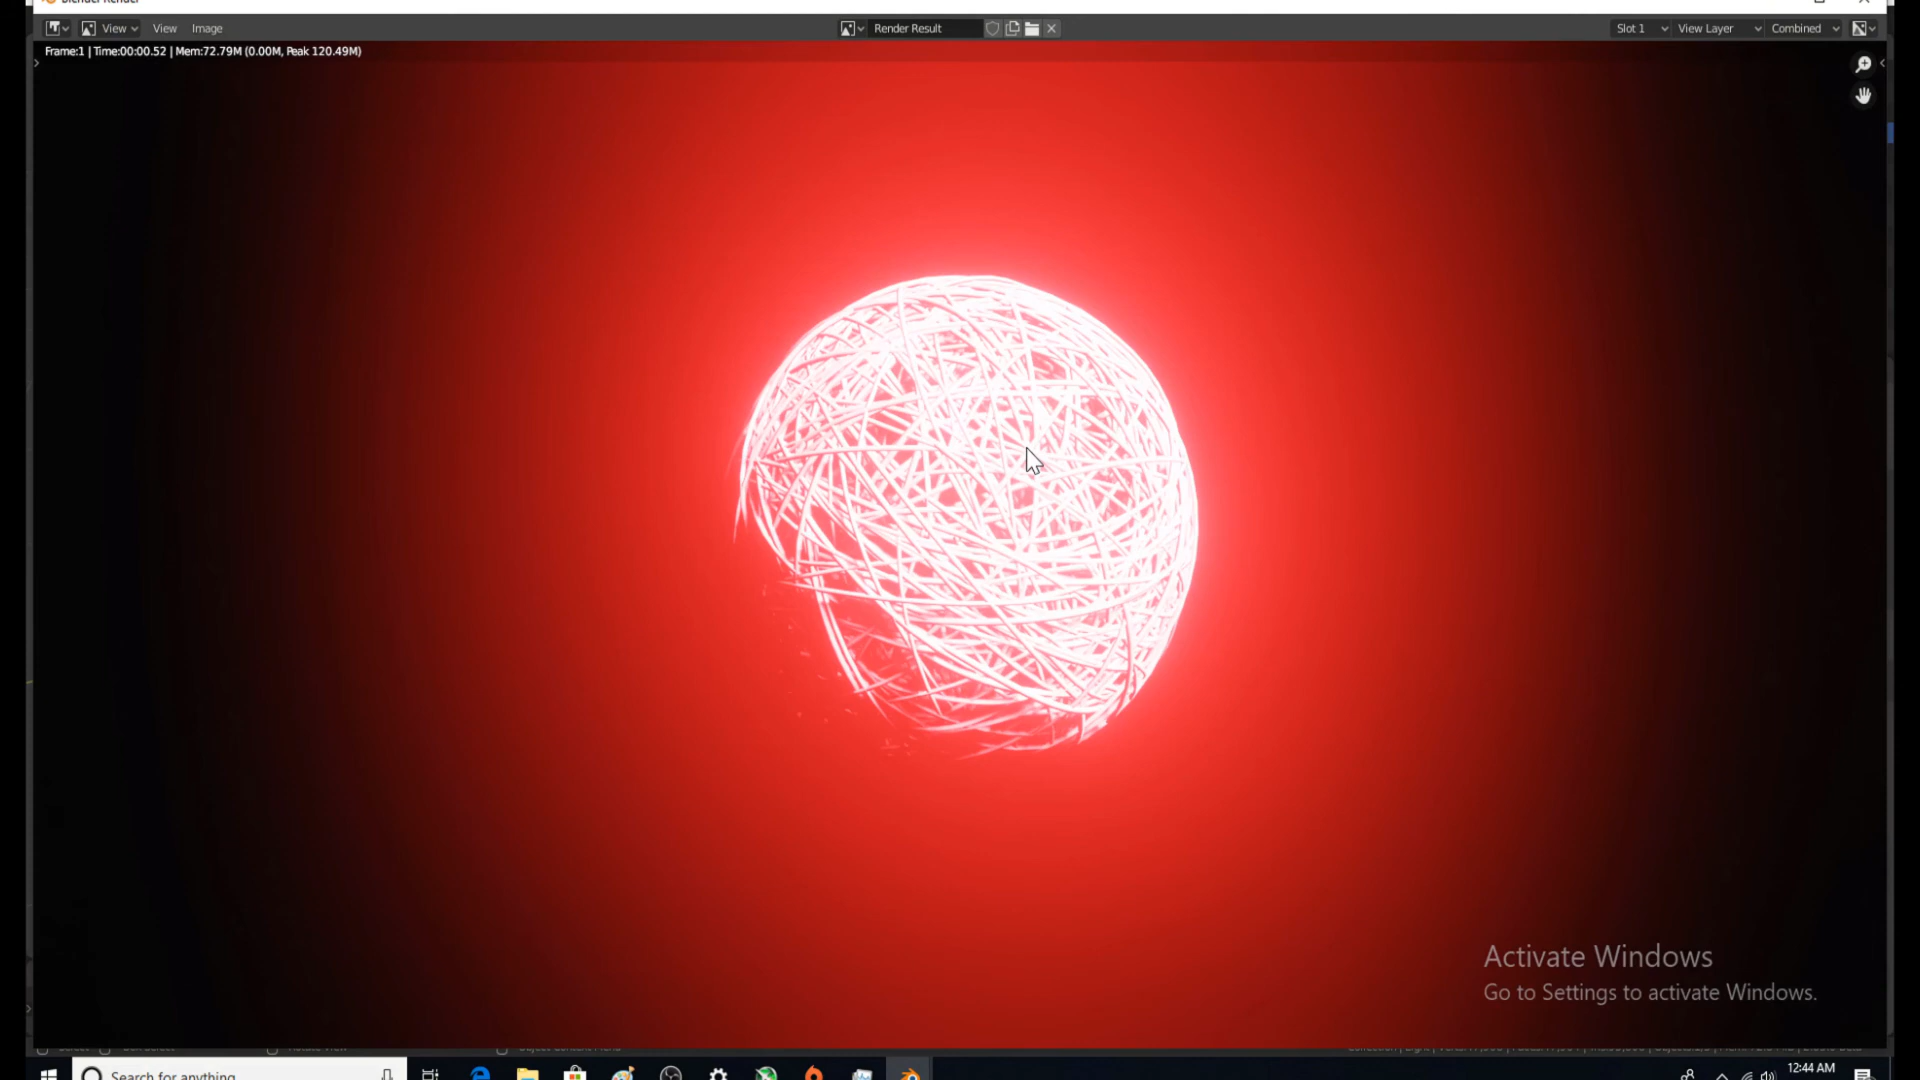 Blender Render
View
View
Image
Render Result
Slot 1
View Layer
Combined
Frame:1 | Time:00:00.52 | Mem:72.79M (0.00M, Peak 120.49M)
Activate Windows
Go to Settings to activate Windows.
Search for anything
12:44 AM